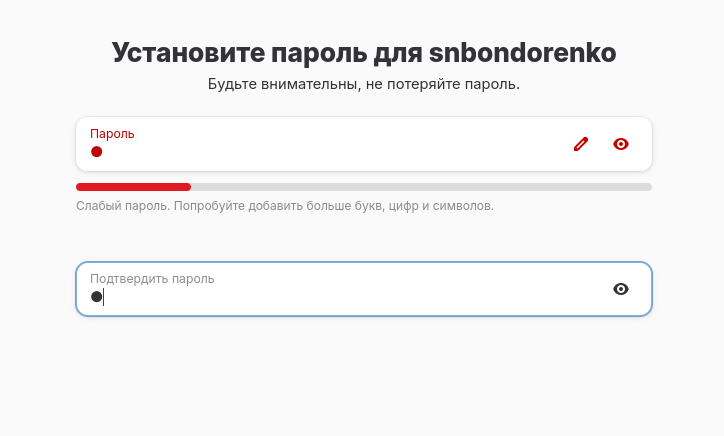 Установите пароль для snbondorenko
Будьте внимательны, не потеряйте пароль.
Пароль
●
Слабый пароль. Попробуйте добавить больше букв, цифр и символов.
Подтвердить пароль
●